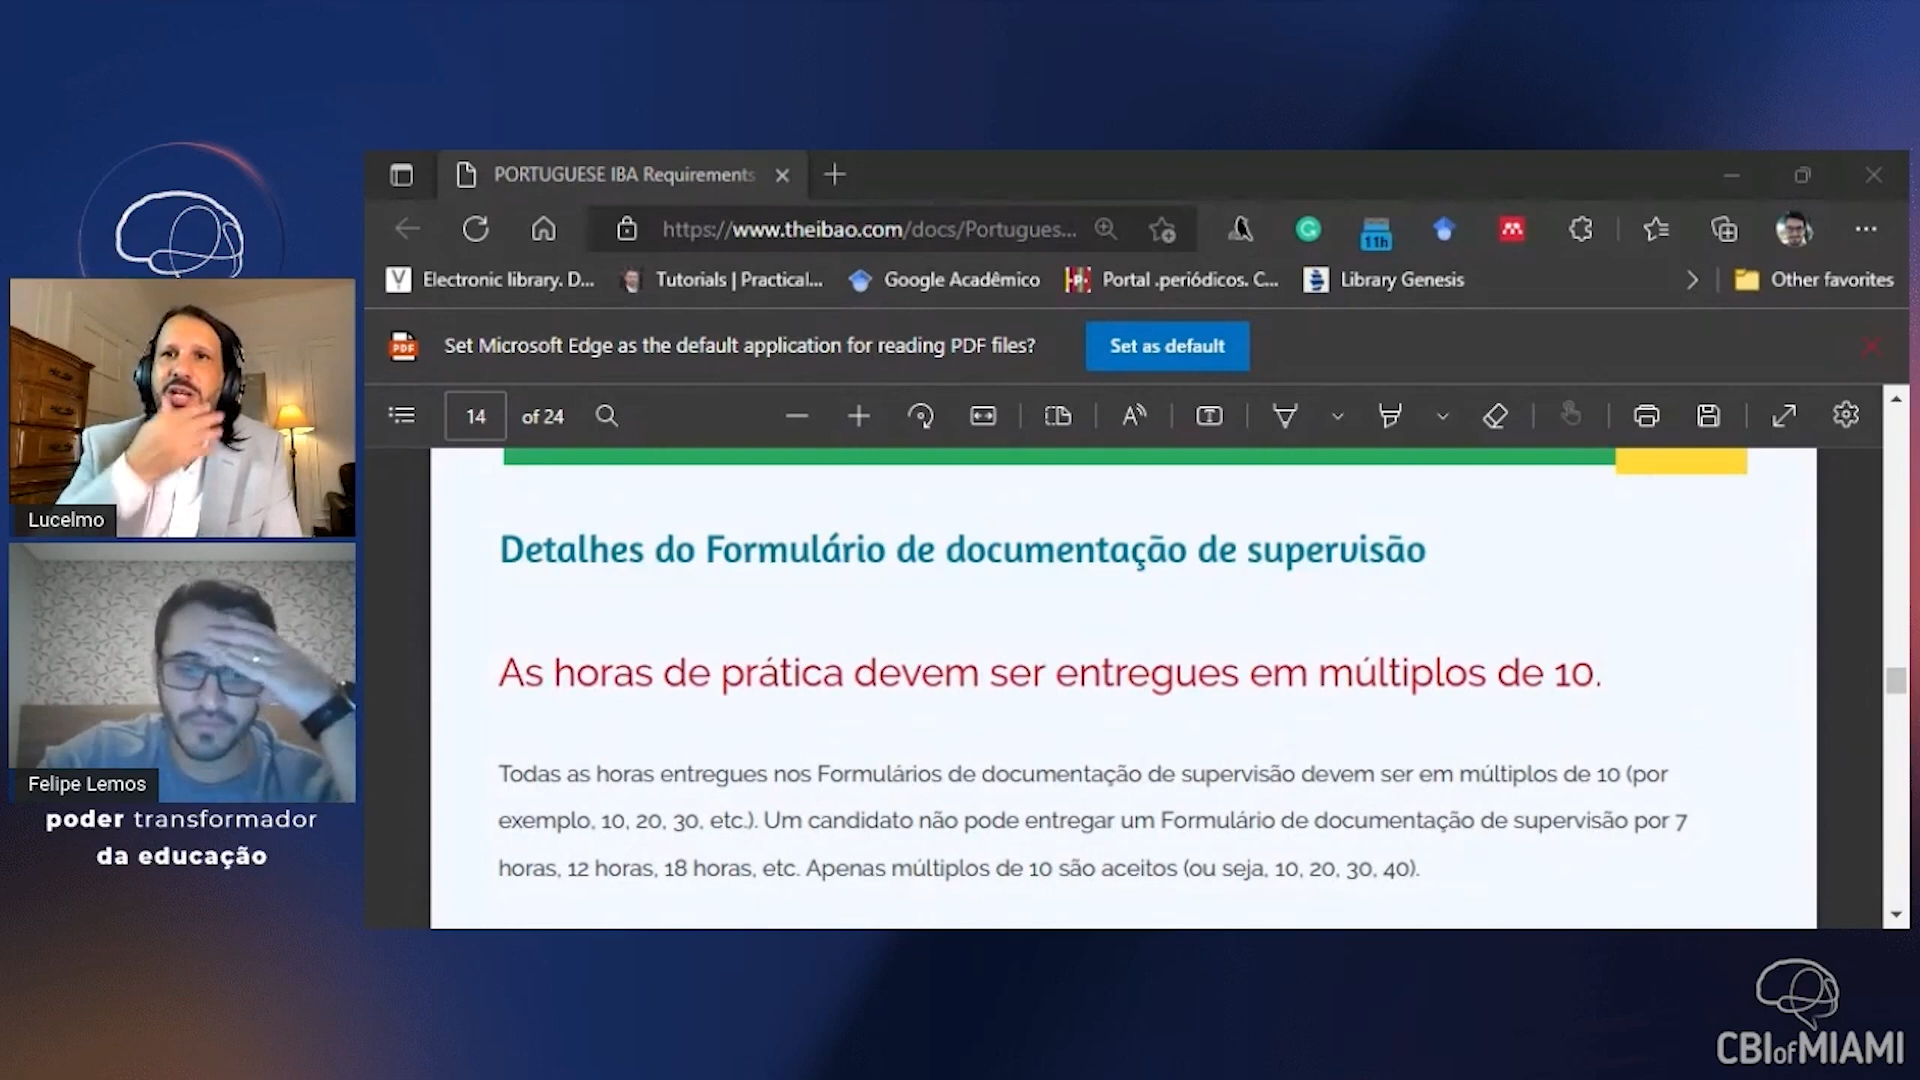 PORTUGUESE IBA Requirements
https://www.theibao.com/docs/Portugues...
11h
Electronic library. D...
Tutorials | Practical...
Google Acadêmico
Portal .periódicos. C...
Library Genesis
Other favorites
PDF
Set Microsoft Edge as the default application for reading PDF files?
Set as default
14 of 24
Detalhes do Formulário de documentação de supervisão
As horas de prática devem ser entregues em múltiplos de 10.
Todas as horas entregues nos Formulários de documentação de supervisão devem ser em múltiplos de 10 (por
exemplo, 10, 20, 30, etc.). Um candidato não pode entregar um Formulário de documentação de supervisão por 7
horas, 12 horas, 18 horas, etc. Apenas múltiplos de 10 são aceitos (ou seja, 10, 20, 30, 40).
Lucelmo
Felipe Lemos
poder transformador
da educação
CBIofMIAMI